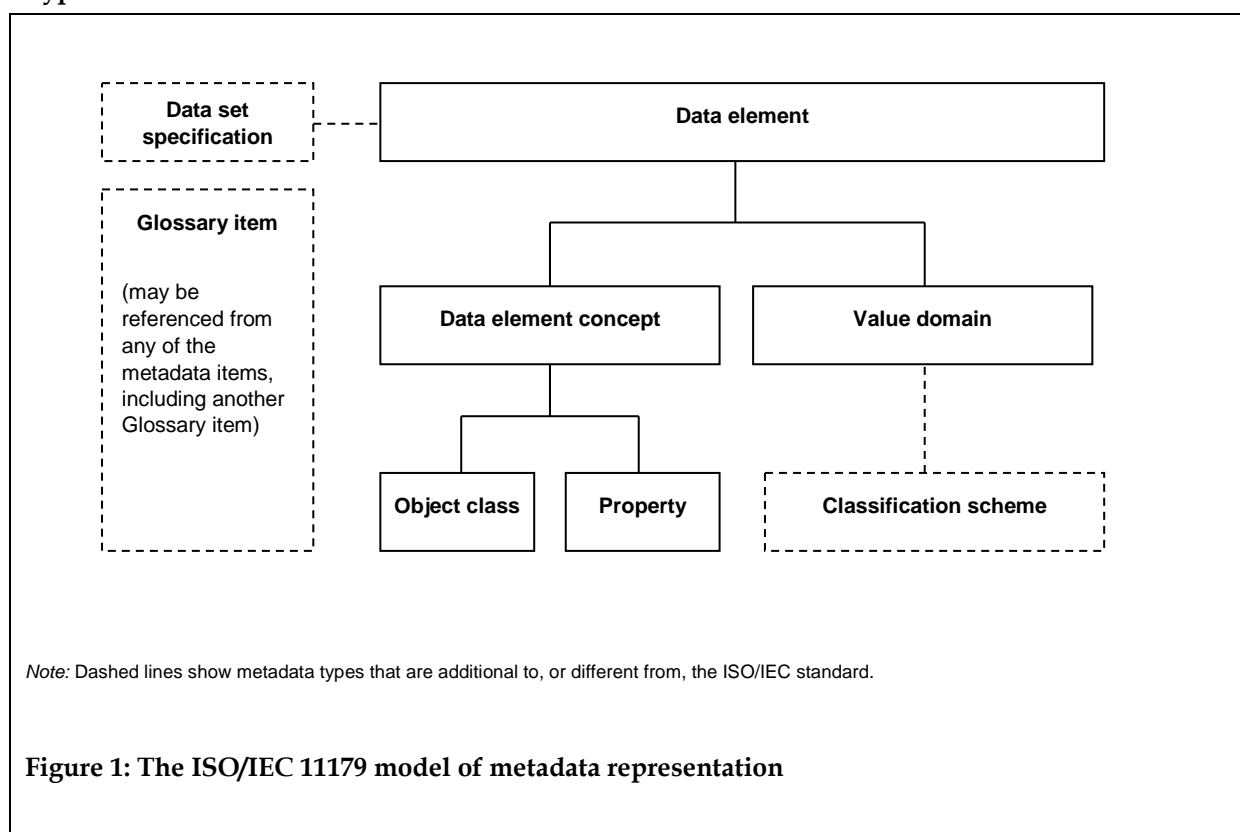 Data set
specification
Data element
Glossary item
(may be
referenced from
any of the
metadata items,
including another
Glossary item)
Data element concept
Value domain
Object class
Property
Classification scheme
Note: Dashed lines show metadata types that are additional to, or different from, the ISO/IEC standard.
Figure 1: The ISO/IEC 11179 model of metadata representation